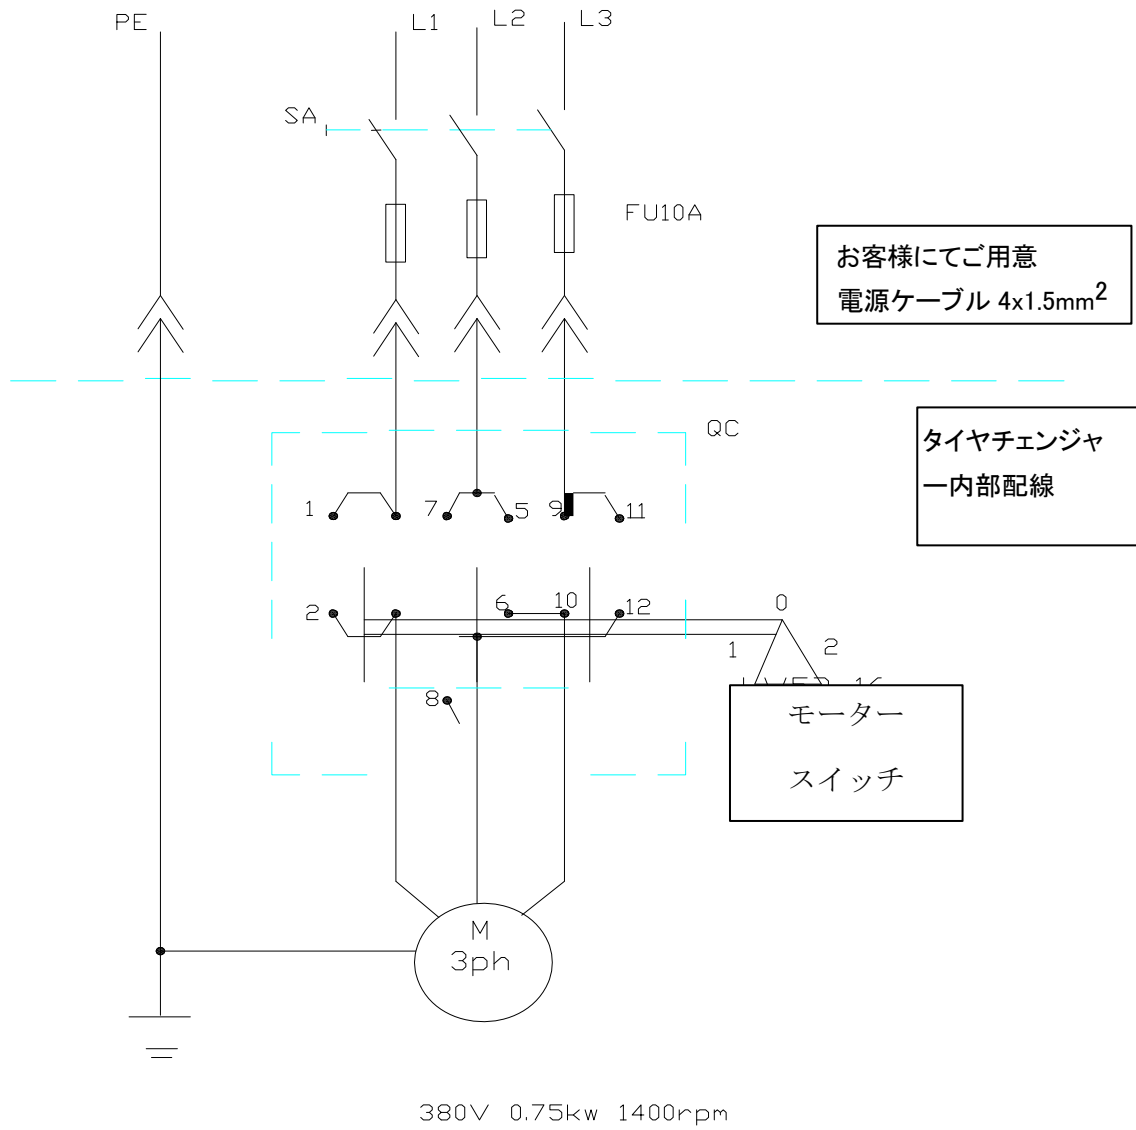 PE
L1
L2
L3
SA
FU10A
お客様にてご用意
電源ケーブル 4x1.5mm²
QC
タイヤチェンジャ
ー内部配線
1
7
5
9
11
2
6
10
12
0
1
2
8
モーター
スイッチ
M
3ph
380V 0.75kw 1400rpm